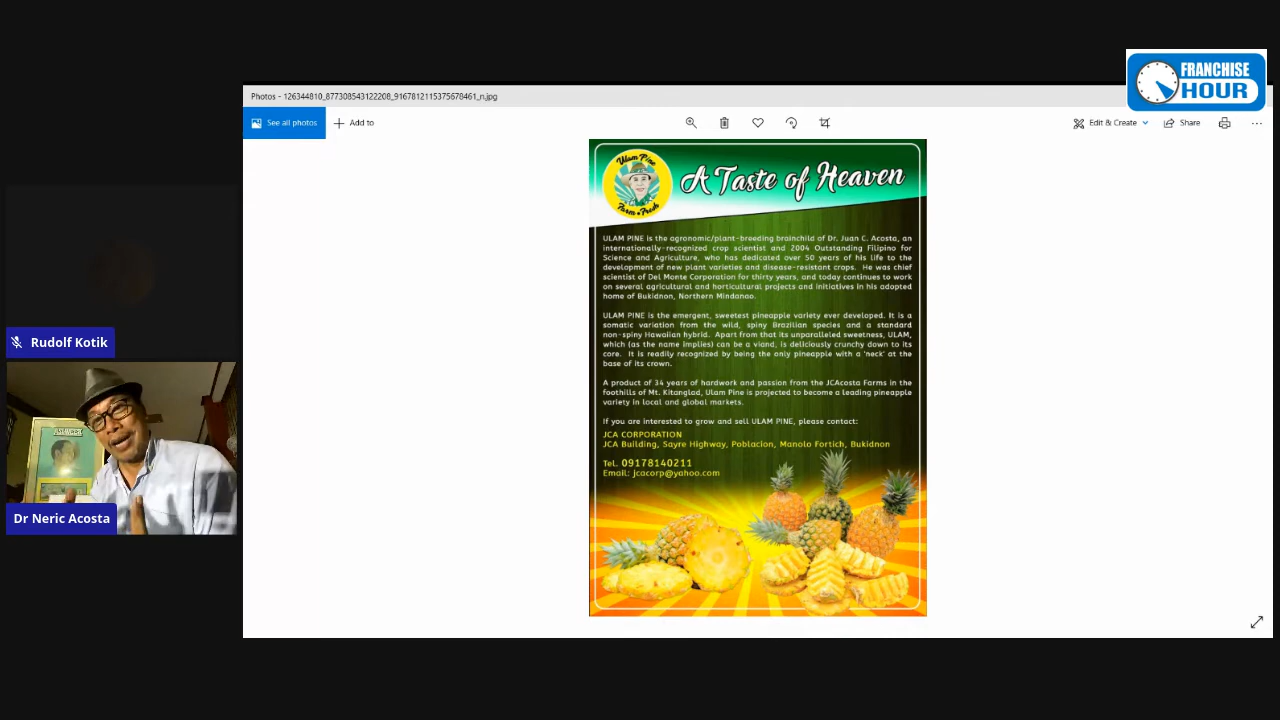 FRANCHISE
HOUR
Photos - 126344810_877308543122208_9167812115375678461_n.jpg
See all photos
Add to
Edit & Create
Share
Ulam Pine
Farm Fresh
A Taste of Heaven
ULAM PINE is the agronomic/plant-breeding brainchild of Dr. Juan C. Acosta, an
internationally-recognized crop scientist and 2004 Outstanding Filipino for
Science and Agriculture, who has dedicated over 50 years of his life to the
development of new plant varieties and disease-resistant crops. He was chief
scientist of Del Monte Corporation for thirty years, and today continues to work
on several agricultural and horticultural projects and initiatives in his adopted
home of Bukidnon, Northern Mindanao.
ULAM PINE is the emergent, sweetest pineapple variety ever developed. It is a
somatic variation from the wild, spiny Brazilian species and a standard
non-spiny Hawaiian hybrid. Apart from that its unparalleled sweetness, ULAM,
which (as the name implies) can be a viand, is deliciously crunchy down to its
core. It is readily recognized by being the only pineapple with a 'neck' at the
base of its crown.
A product of 34 years of hardwork and passion from the JCAcosta Farms in the
foothills of Mt. Kitanglad, Ulam Pine is projected to become a leading pineapple
variety in local and global markets.
If you are interested to grow and sell ULAM PINE, please contact:
JCA CORPORATION
JCA Building, Sayre Highway, Poblacion, Manolo Fortich, Bukidnon
Tel. 09178140211
Email: jcacorp@yahoo.com
Rudolf Kotik
ASIAWEEK
Dr Neric Acosta